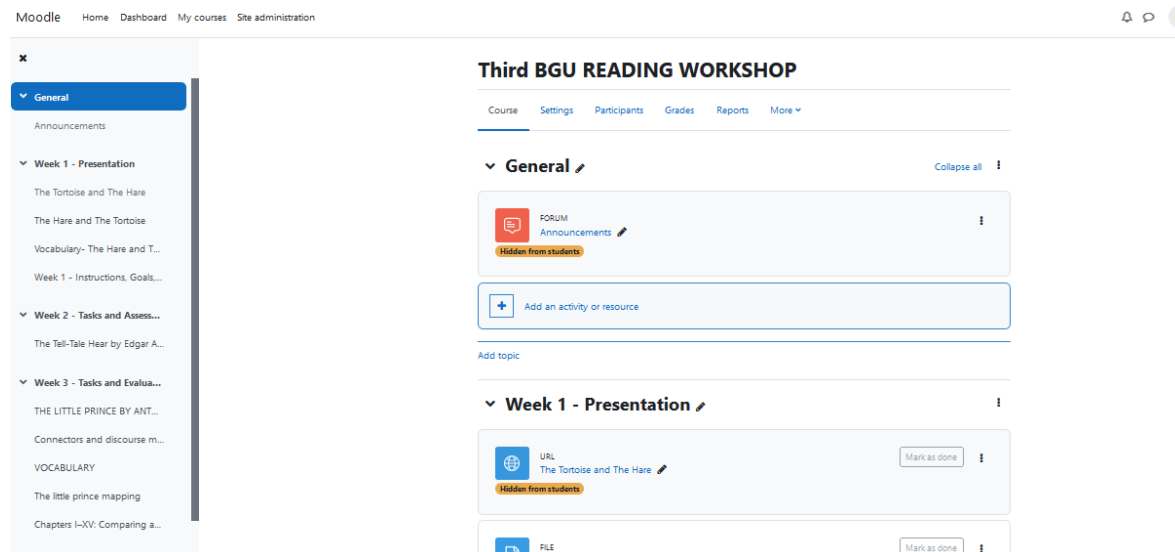 Moodle Home Dashboard My courses Site administration
General
Announcements
Week 1 - Presentation
The Tortoise and The Hare
The Hare and The Tortoise
Vocabulary- The Hare and T...
Week 1 - Instructions, Goals,...
Week 2 - Tasks and Assess...
The Tell-Tale Hear by Edgar A...
Week 3 - Tasks and Evalua...
THE LITTLE PRINCE BY ANT...
Connectors and discourse m...
VOCABULARY
The little prince mapping
Chapters I–XV: Comparing a...
Third BGU READING WORKSHOP
Course Settings Participants Grades Reports More
General
Collapse all
FORUM
Announcements
Hidden from students
Add an activity or resource
Add topic
Week 1 - Presentation
URL
The Tortoise and The Hare
Mark as done
Hidden from students
FILE
Mark as done